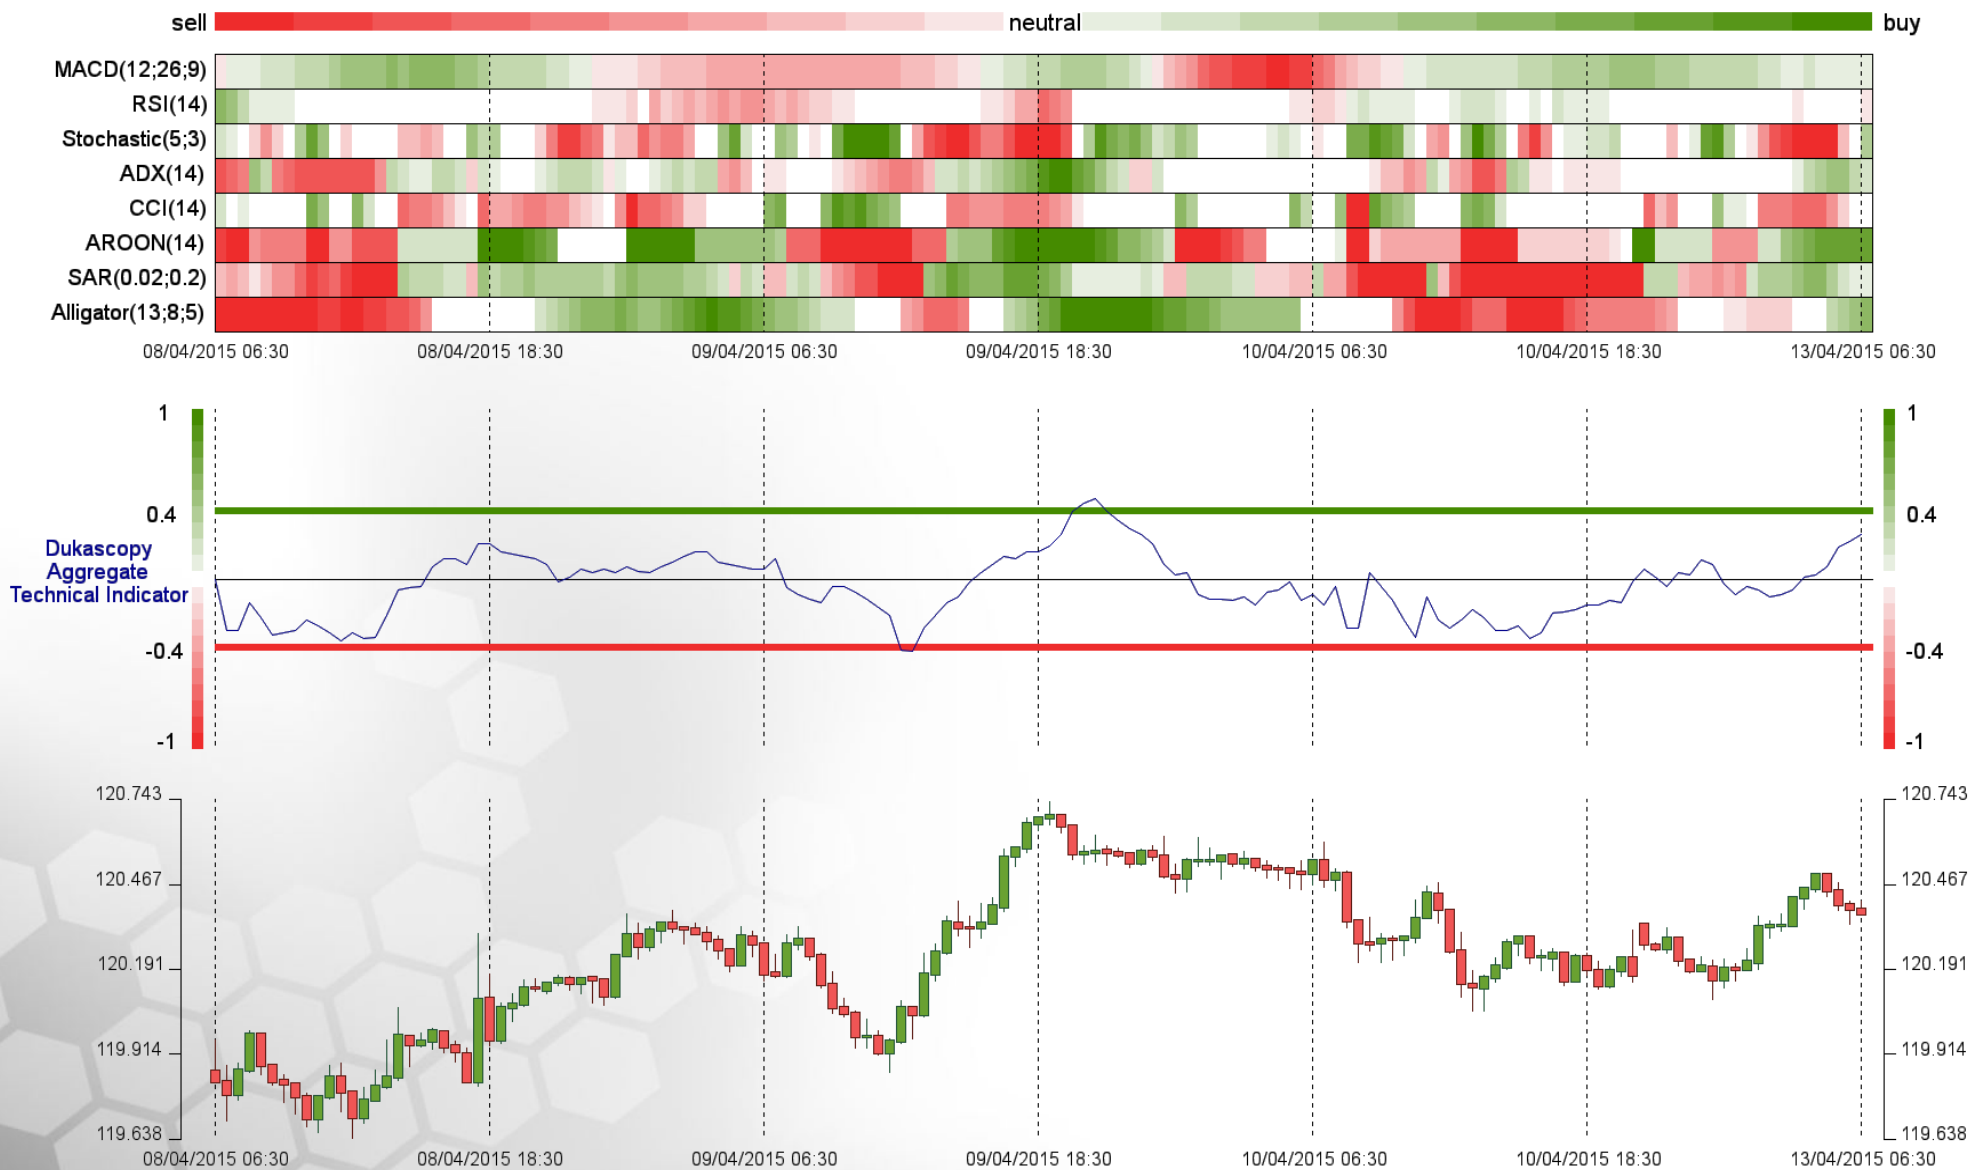 sell neutral buy
MACD(12;26;9)
RSI(14)
Stochastic(5;3)
ADX(14)
CCI(14)
AROON(14)
SAR(0.02;0.2)
Alligator(13;8;5)
08/04/2015 06:30 08/04/2015 18:30 09/04/2015 06:30 09/04/2015 18:30 10/04/2015 06:30 10/04/2015 18:30 13/04/2015 06:30
1 1
0.4 0.4
Dukascopy
Aggregate
Technical Indicator
-0.4 -0.4
-1 -1
120.743 120.743
120.467 120.467
120.191 120.191
119.914 119.914
119.638 119.638
08/04/2015 06:30 08/04/2015 18:30 09/04/2015 06:30 09/04/2015 18:30 10/04/2015 06:30 10/04/2015 18:30 13/04/2015 06:30